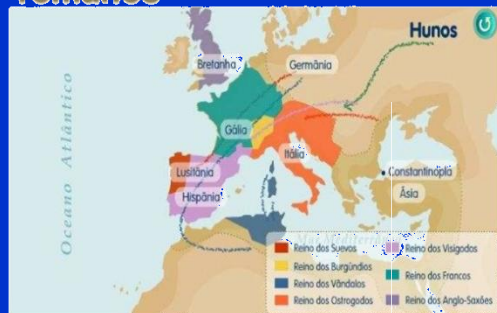 romanos
Hunos
Bretanha
Germânia
Oceano Atlântico
Gália
Itália
Lusitânia
Hispânia
Constantinópla
Ásia
Reino dos Suevos
Reino dos Burgúndios
Reino dos Vândalos
Reino dos Ostrogodos
Reino dos Visigodos
Reino dos Francos
Reino dos Anglo-Saxões